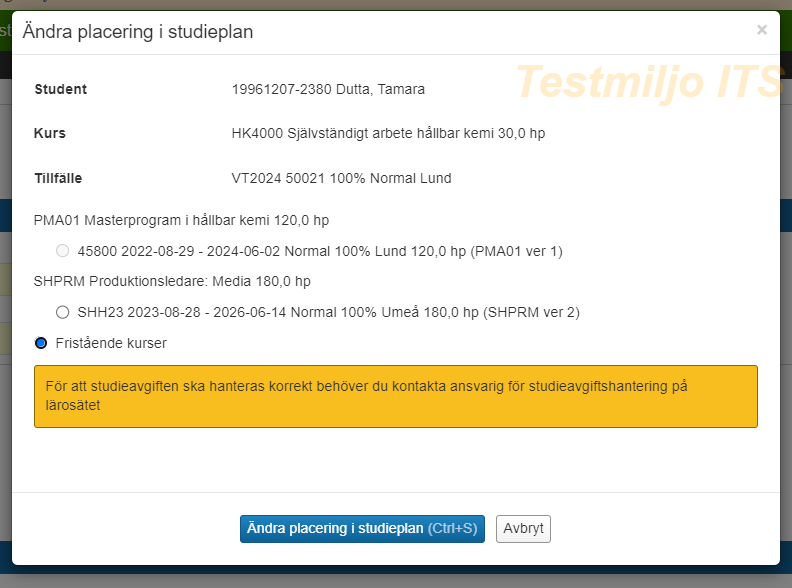 st
Ändra placering i studieplan ×
Testmiljo ITS
Student 19961207-2380 Dutta, Tamara
Kurs HK4000 Självständigt arbete hållbar kemi 30,0 hp
Tillfälle VT2024 50021 100% Normal Lund
PMA01 Masterprogram i hållbar kemi 120,0 hp
45800 2022-08-29 - 2024-06-02 Normal 100% Lund 120,0 hp (PMA01 ver 1)
SHPRM Produktionsledare: Media 180,0 hp
SHH23 2023-08-28 - 2026-06-14 Normal 100% Umeå 180,0 hp (SHPRM ver 2)
Fristående kurser
För att studieavgiften ska hanteras korrekt behöver du kontakta ansvarig för studieavgiftshantering på
lärosätet
Ändra placering i studieplan (Ctrl+S) Avbryt